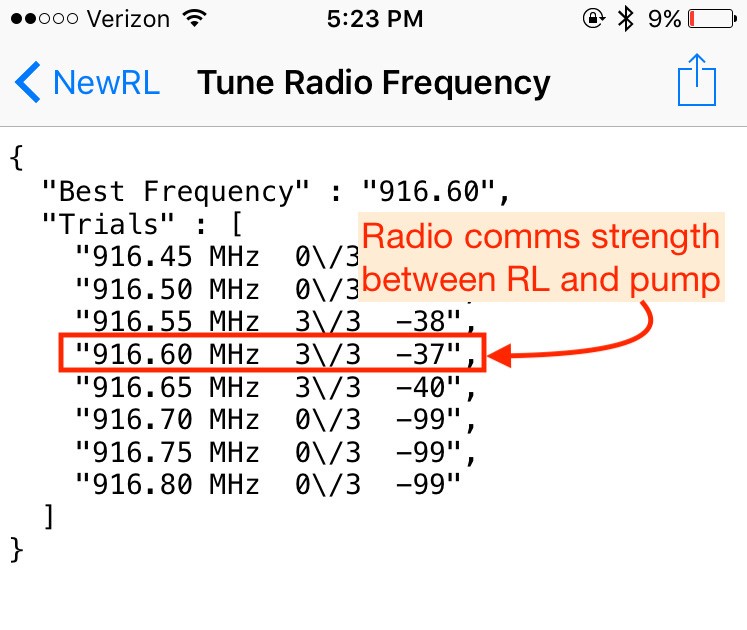 Verizon 5:23 PM 9%
NewRL Tune Radio Frequency
{
"Best Frequency" : "916.60",
"Trials" : [
"916.45 MHz 0\/3
"916.50 MHz 0\/3
Radio comms strength
between RL and pump
"916.55 MHz 3\/3 -38",
"916.60 MHz 3\/3 -37",
"916.65 MHz 3\/3 -40",
"916.70 MHz 0\/3 -99",
"916.75 MHz 0\/3 -99",
"916.80 MHz 0\/3 -99"
]
}